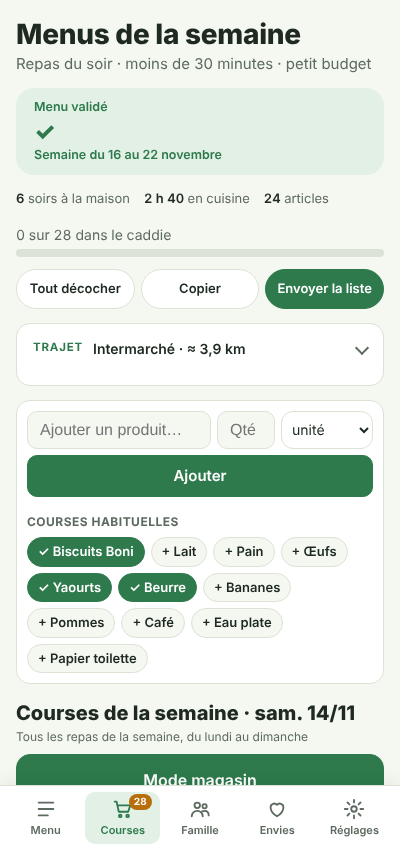 Menus de la semaine
Repas du soir · moins de 30 minutes · petit budget
Menu validé
✓
Semaine du 16 au 22 novembre
6 soirs à la maison 2 h 40 en cuisine 24 articles
0 sur 28 dans le caddie
Tout décocher Copier Envoyer la liste
TRAJET Intermarché · ≈ 3,9 km
Ajouter un produit… Qté unité
Ajouter
COURSES HABITUELLES
✓ Biscuits Boni + Lait + Pain + Œufs
✓ Yaourts ✓ Beurre + Bananes
+ Pommes + Café + Eau plate
+ Papier toilette
Courses de la semaine · sam. 14/11
Tous les repas de la semaine, du lundi au dimanche
Mode magasin
28
Menu Courses Famille Envies Réglages